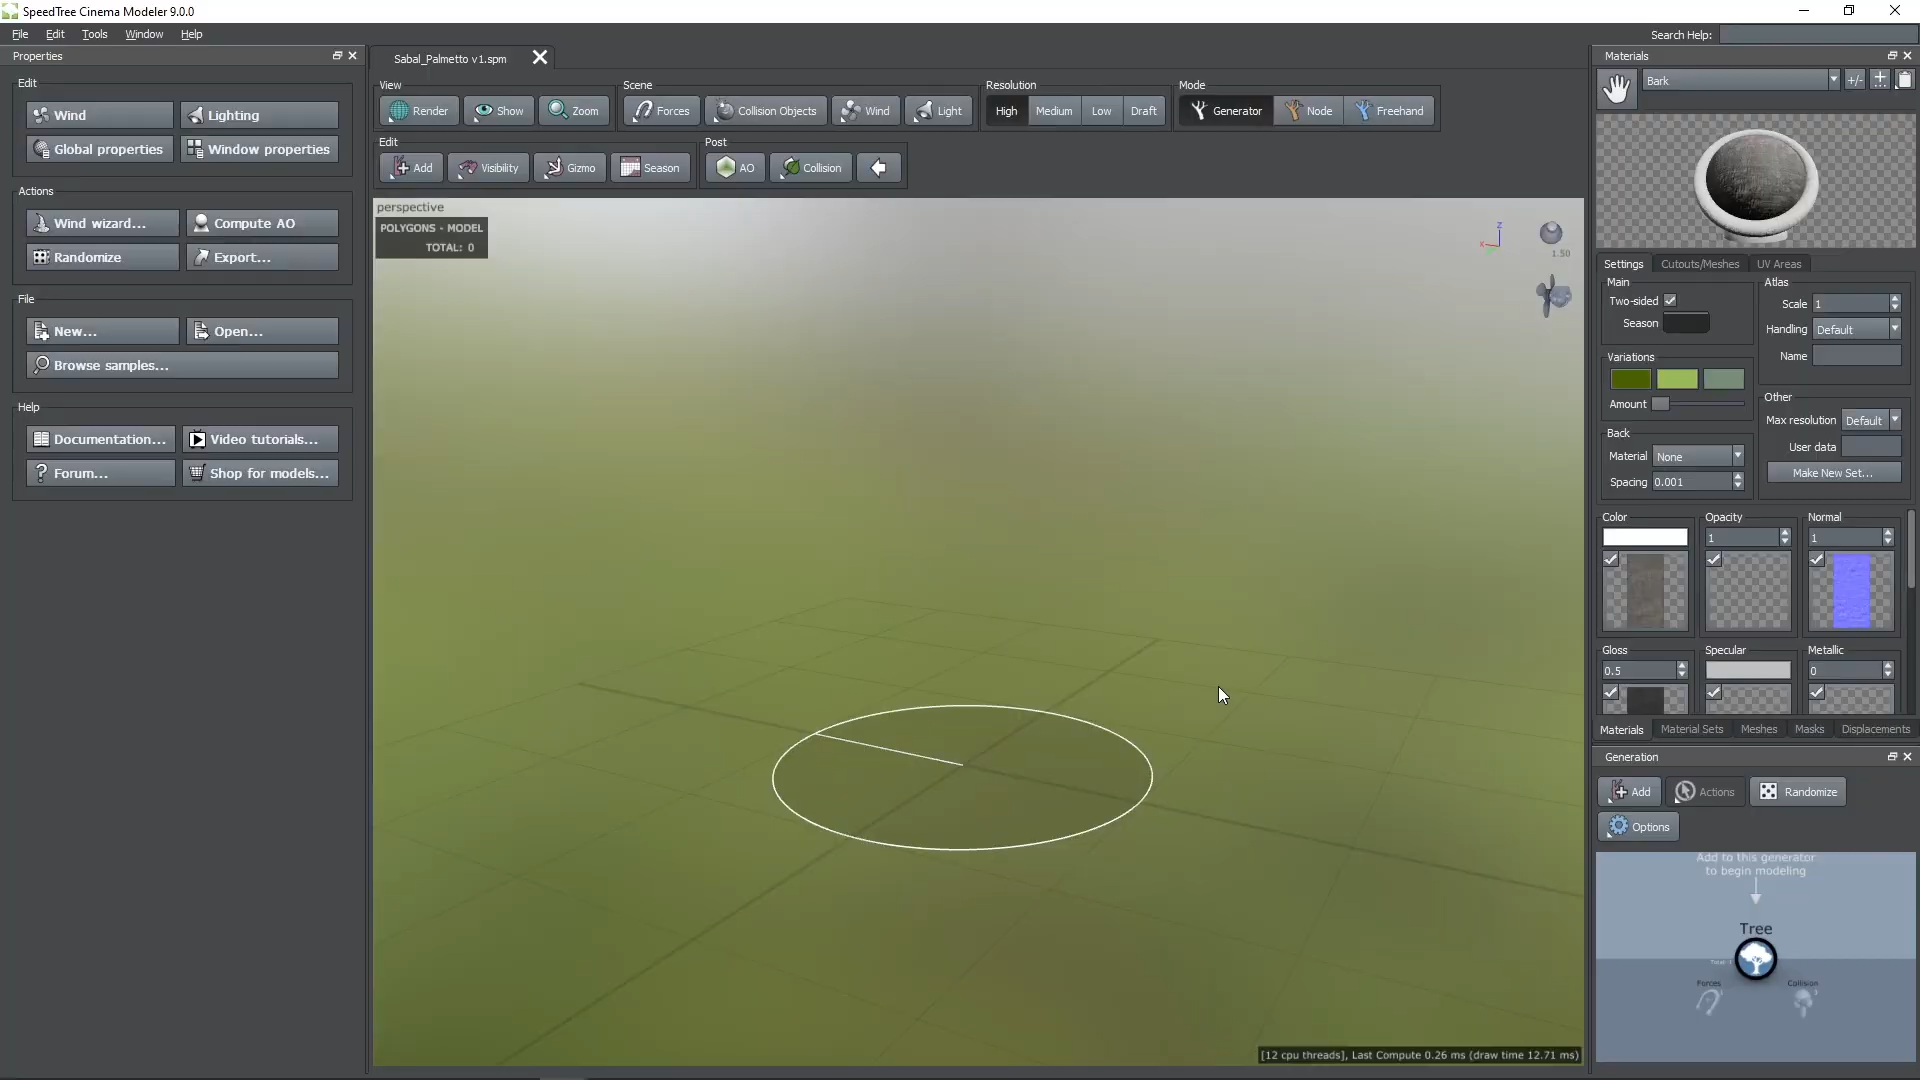 SpeedTree Cinema Modeler 9.0.0
File Edit Tools Window Help
Search Help:
Properties
Edit
Wind Lighting
Global properties Window properties
Actions
Wind wizard... Compute AO
Randomize Export...
File
New... Open...
Browse samples...
Help
Documentation... Video tutorials...
Forum... Shop for models...
Sabal_Palmetto v1.spm
View Scene Resolution Mode
Render Show Zoom Forces Collision Objects Wind Light High Medium Low Draft Generator Node Freehand
Edit Post
Add Visibility Gizmo Season AO Collision
perspective
POLYGONS - MODEL
TOTAL: 0
z
x
1.50
[12 cpu threads], Last Compute 0.26 ms (draw time 12.71 ms)
Materials
Bark +/-
Settings Cutouts/Meshes UV Areas
Main Atlas
Two-sided Scale 1
Season Handling Default
Name
Variations
Amount
Other
Max resolution Default
Back
User data
Material None
Make New Set...
Spacing 0.001
Color Opacity Normal
1 1
Gloss Specular Metallic
0.5 0
Materials Material Sets Meshes Masks Displacements
Generation
Add Actions Randomize
Options
Add to this generator
to begin modeling
Tree
Forces Collision